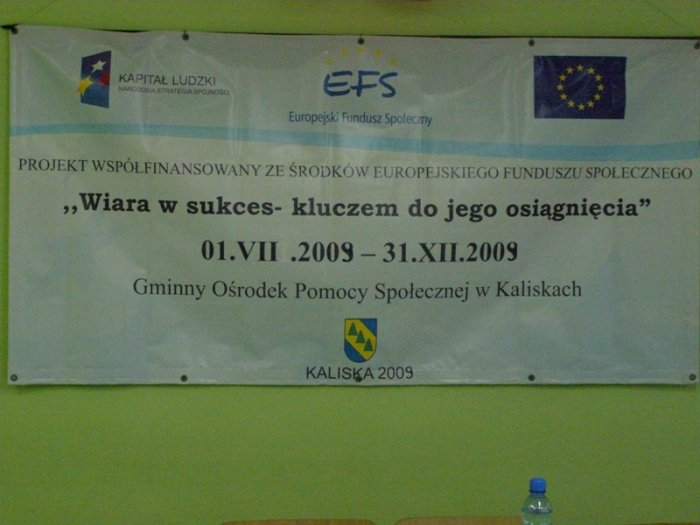 KAPITAŁ LUDZKI
NARODOWA STRATEGIA SPÓJNOŚCI
EFS
Europejski Fundusz Społeczny
PROJEKT WSPÓŁFINANSOWANY ZE ŚRODKÓW EUROPEJSKIEGO FUNDUSZU SPOŁECZNEGO
,,Wiara w sukces- kluczem do jego osiągnięcia”
01.VII .2009 – 31.XII.2009
Gminny Ośrodek Pomocy Społecznej w Kaliskach
KALISKA 2009